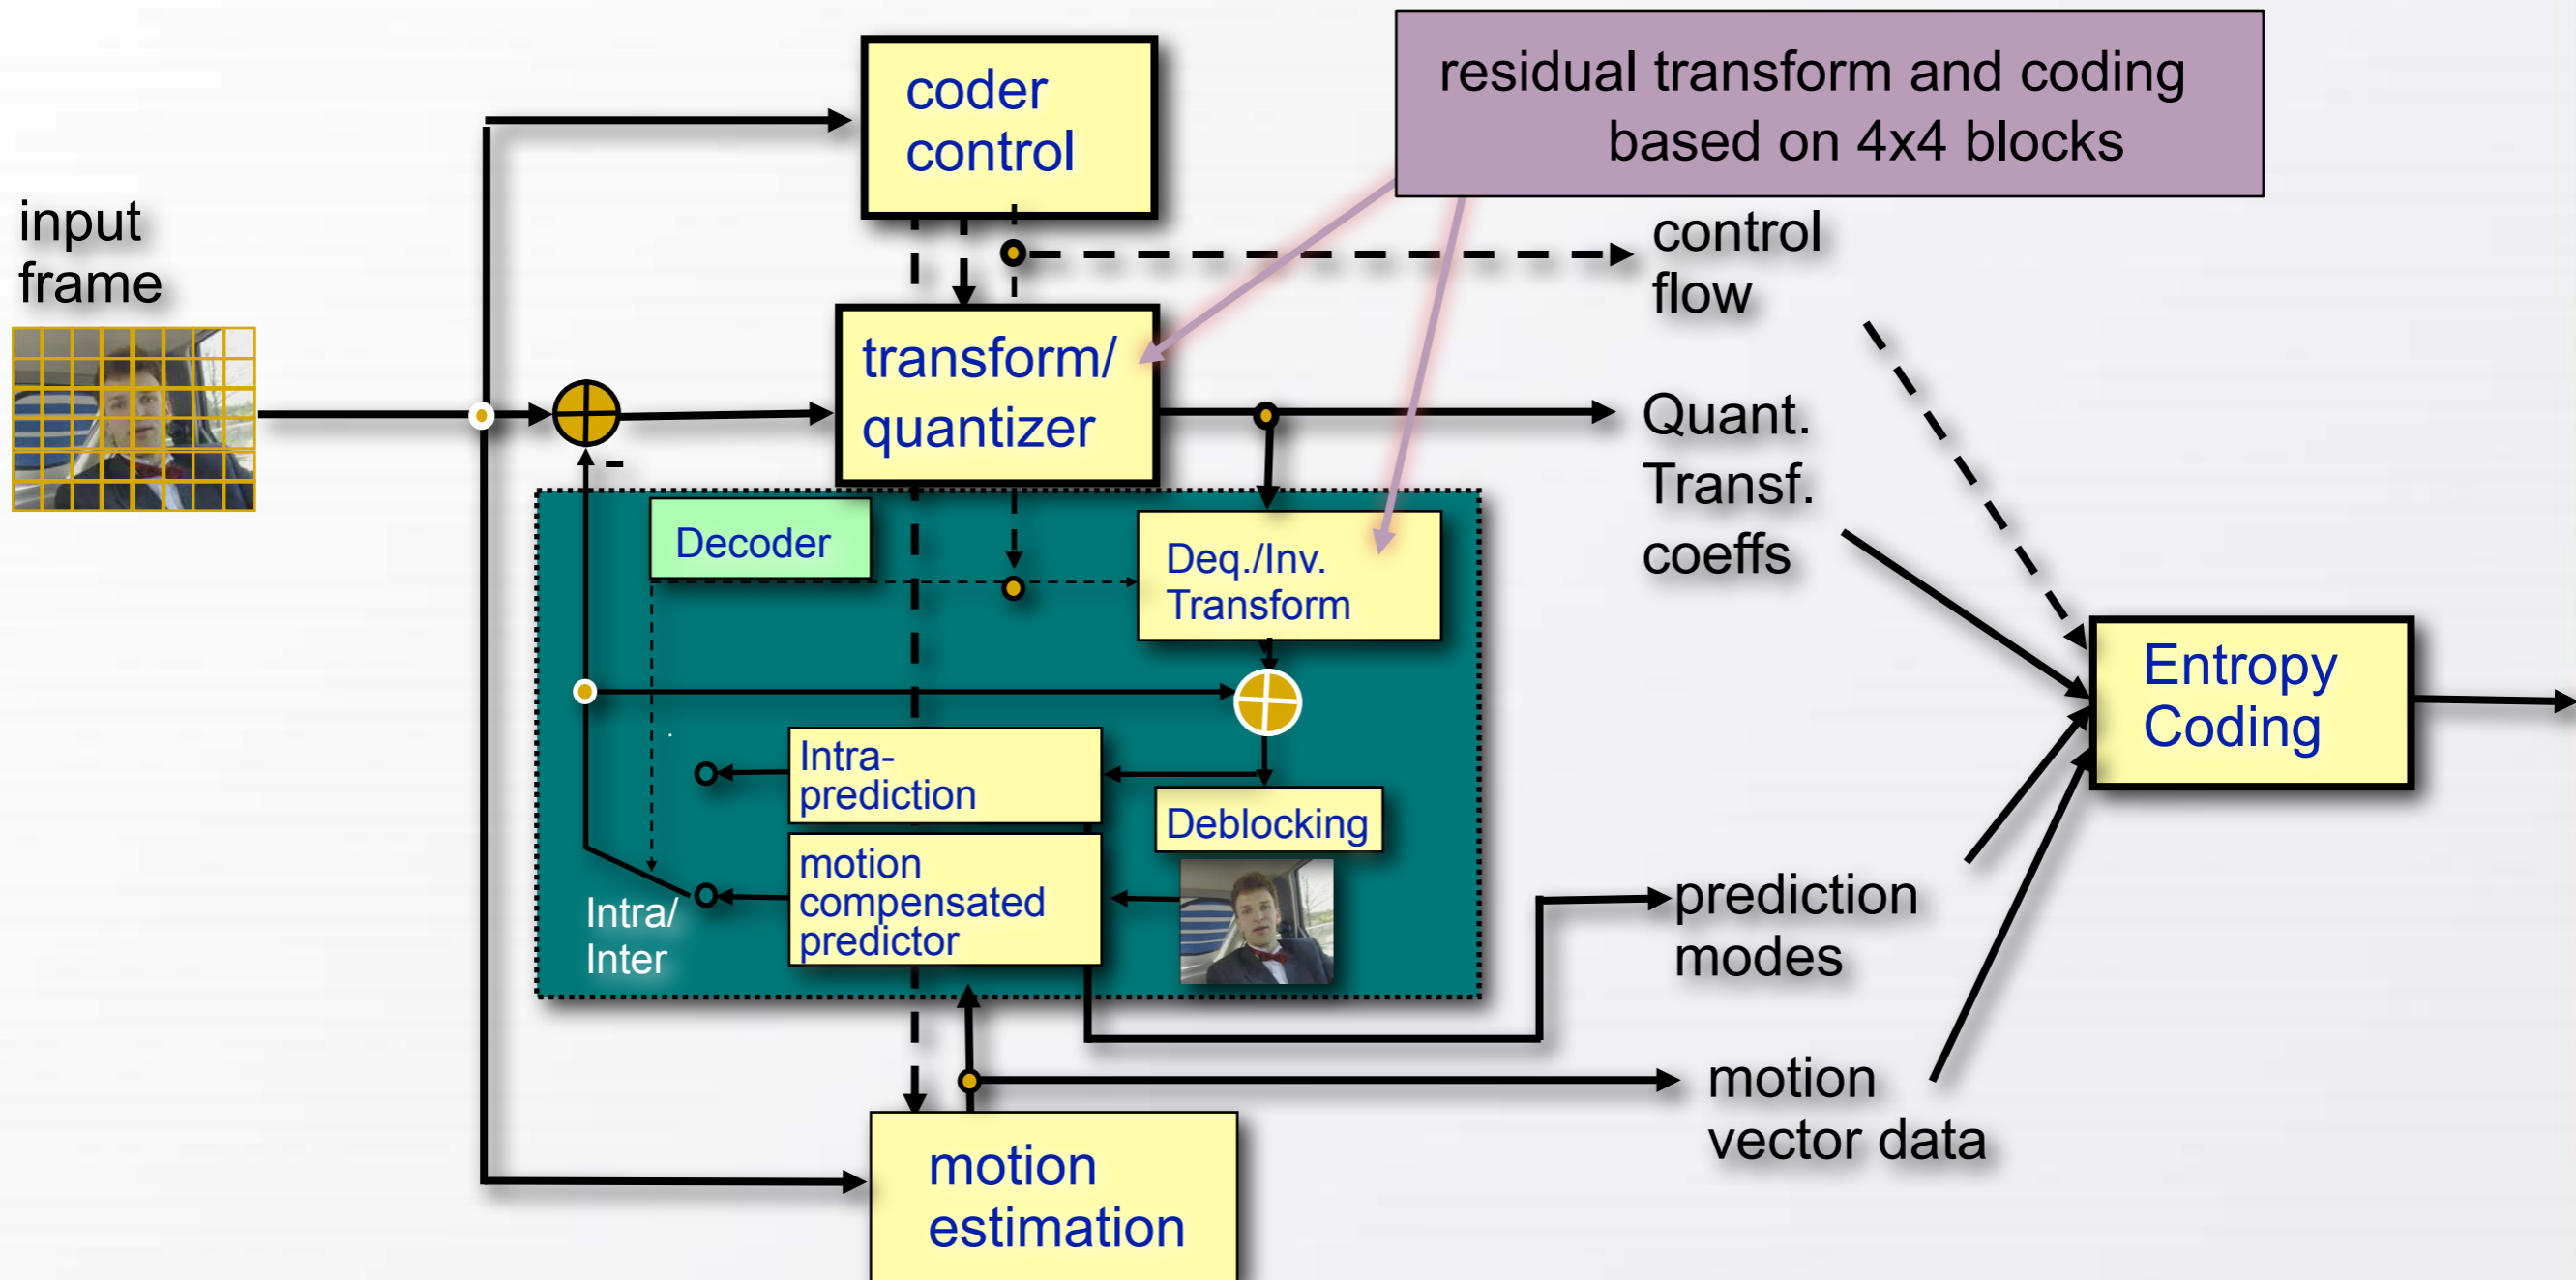 coder
control
residual transform and coding
based on 4x4 blocks
input
frame
control
flow
transform/
quantizer
-
Quant.
Transf.
coeffs
Decoder
Deq./Inv.
Transform
Entropy
Coding
Intra-
prediction
Deblocking
motion
compensated
predictor
Intra/
Inter
prediction
modes
motion
vector data
motion
estimation